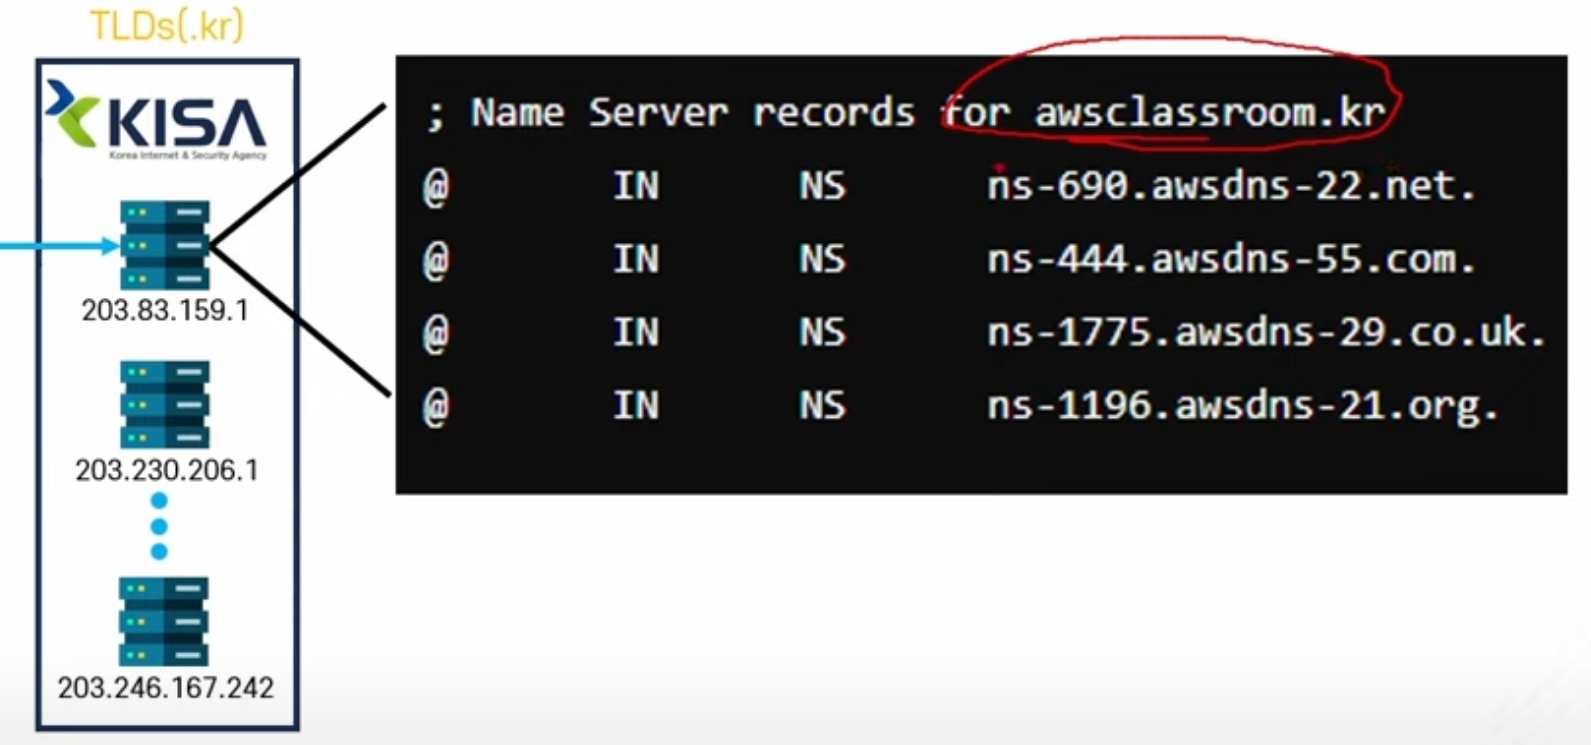 TLDs(.kr)
KISA
Korea Internet & Security Agency
203.83.159.1
203.230.206.1
203.246.167.242
; Name Server records for awsclassroom.kr
@ IN NS ns-690.awsdns-22.net.
@ IN NS ns-444.awsdns-55.com.
@ IN NS ns-1775.awsdns-29.co.uk.
@ IN NS ns-1196.awsdns-21.org.